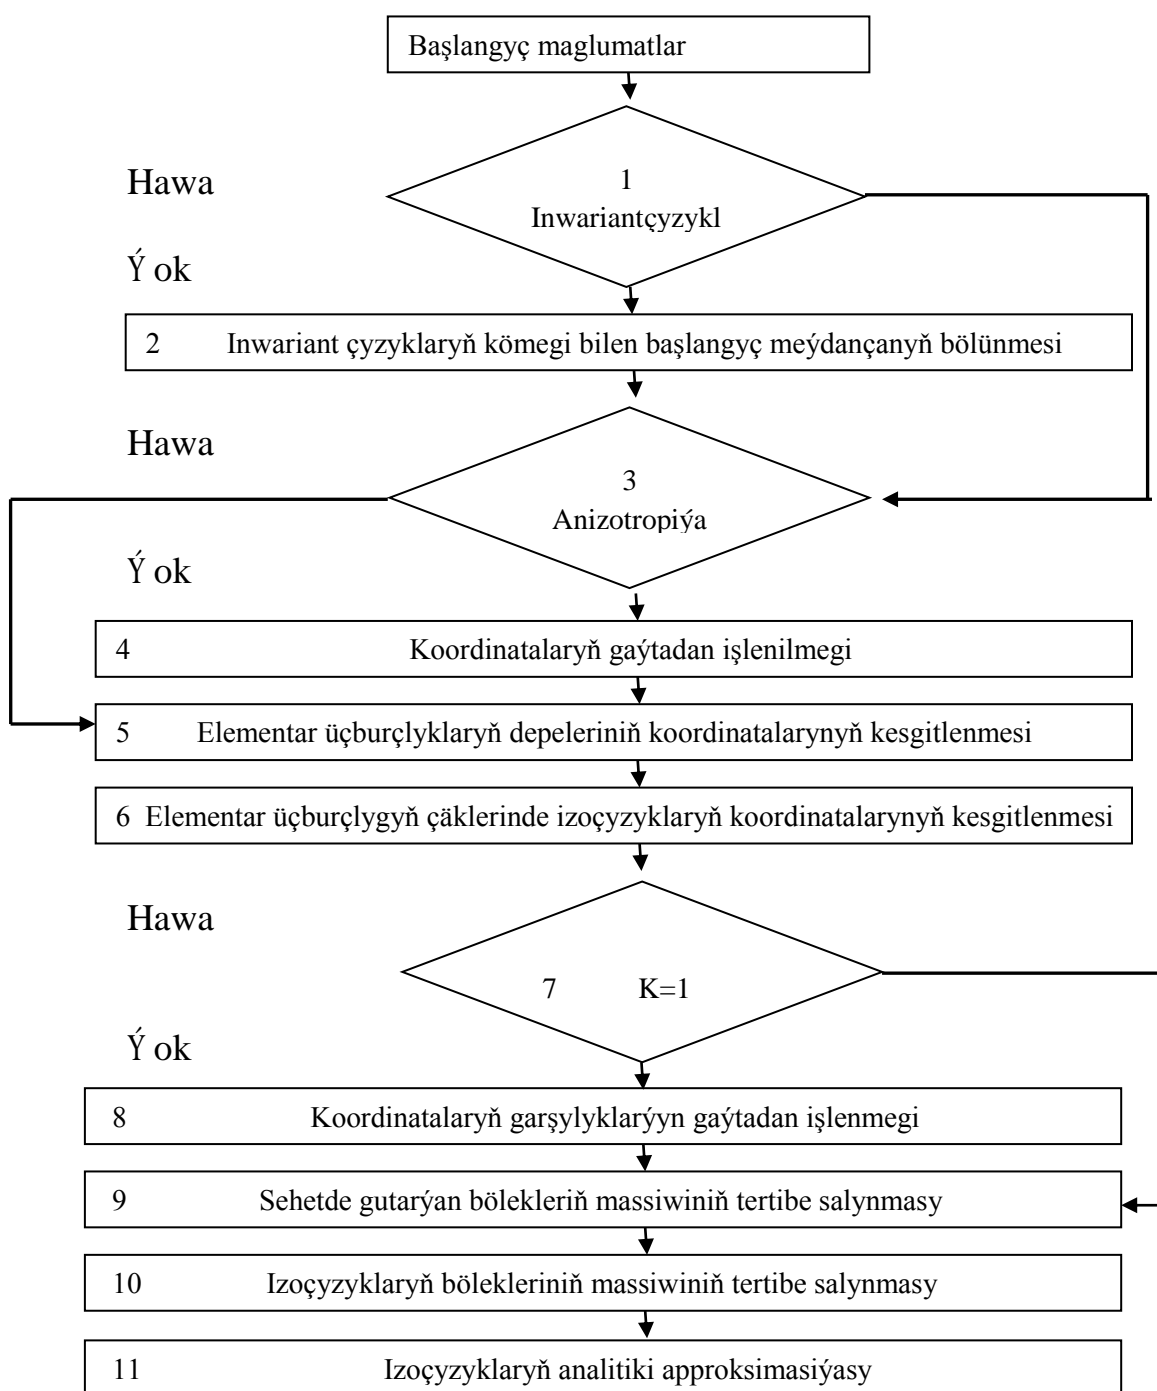 Başlangyç maglumatlar
Hawa
1
Inwariantçyzykl
Ý ok
2 Inwariant çyzyklaryň kömegi bilen başlangyç meýdançanyň bölünmesi
Hawa
3
Anizotropiýa
Ý ok
4 Koordinatalaryň gaýtadan işlenilmegi
5 Elementar üçburçlyklaryň depeleriniň koordinatalarynyň kesgitlenmesi
6 Elementar üçburçlygyň çäklerinde izoçyzyklaryň koordinatalarynyň kesgitlenmesi
Hawa
7 K=1
Ý ok
8 Koordinatalaryň garşylyklarýyn gaýtadan işlenmegi
9 Sehetde gutarýan bölekleriň massiwiniň tertibe salynmasy
10 Izoçyzyklaryň bölekleriniň massiwiniň tertibe salynmasy
11 Izoçyzyklaryň analitiki approksimasiýasy